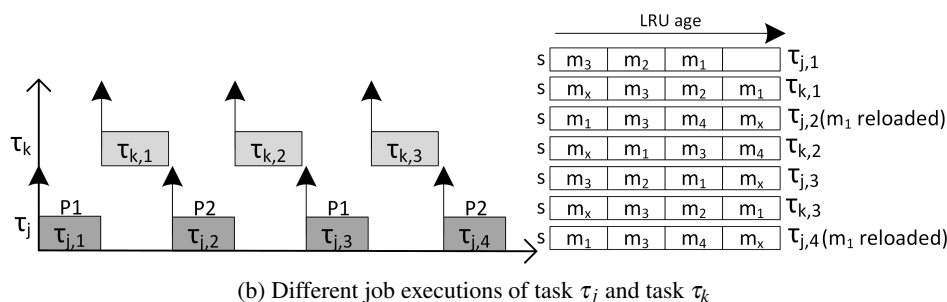 LRU age
s m₃ m₂ m₁ τⱼ,₁
s mₓ m₃ m₂ m₁ τₖ,₁
s m₁ m₃ m₄ mₓ τⱼ,₂(m₁ reloaded)
s mₓ m₁ m₃ m₄ τₖ,₂
s m₃ m₂ m₁ mₓ τⱼ,₃
s mₓ m₃ m₂ m₁ τₖ,₃
s m₁ m₃ m₄ mₓ τⱼ,₄(m₁ reloaded)
τₖ
τₖ,₁ τₖ,₂ τₖ,₃
P1 P2 P1 P2
τⱼ
τⱼ,₁ τⱼ,₂ τⱼ,₃ τⱼ,₄
(b) Different job executions of task τⱼ and task τₖ